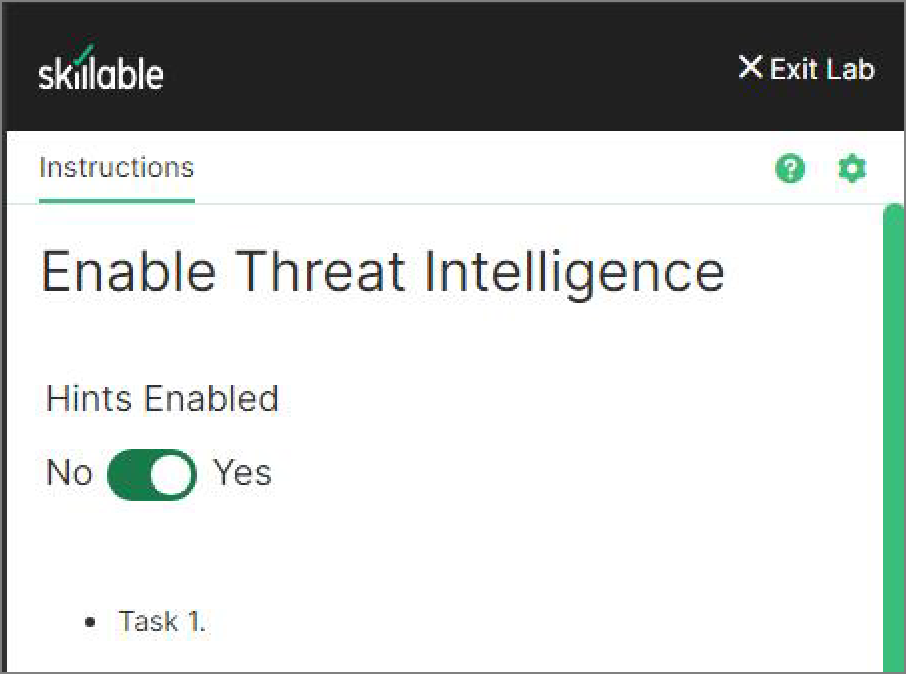 skillable
Exit Lab
Instructions
?
Enable Threat Intelligence
Hints Enabled
No Yes
• Task 1.